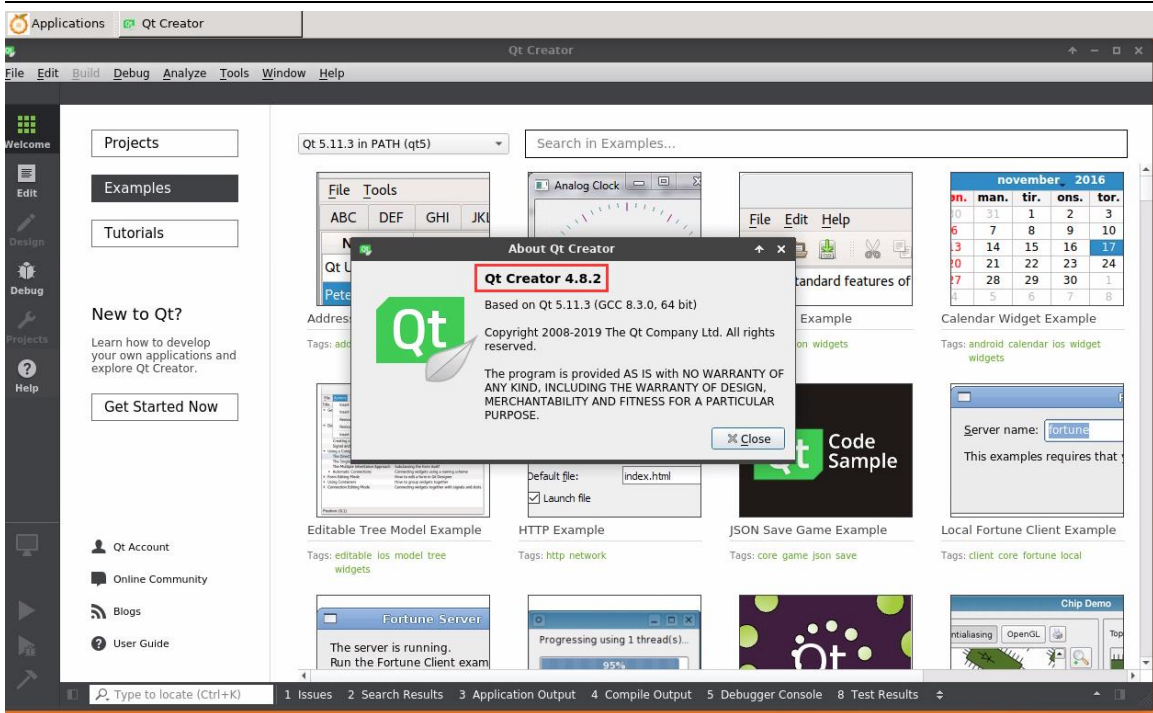 Applications Qt Creator
Qt Creator
File Edit Build Debug Analyze Tools Window Help
Welcome
Edit
Design
Debug
Projects
Help
Projects
Examples
Tutorials
New to Qt?
Learn how to develop
your own applications and
explore Qt Creator.
Get Started Now
Qt Account
Online Community
Blogs
User Guide
Qt 5.11.3 in PATH (qt5)
Search in Examples...
File Tools
ABC DEF GHI JKL
Analog Clock
File Edit Help
tandard features of
november 2016
man. tir. ons. tor.
31 1 2 3
7 8 9 10
14 15 16 17
21 22 23 24
28 29 30 1
5 6 7 8
About Qt Creator
Qt Creator 4.8.2
Based on Qt 5.11.3 (GCC 8.3.0, 64 bit)
Copyright 2008-2019 The Qt Company Ltd. All rights
reserved.
The program is provided AS IS with NO WARRANTY OF
ANY KIND, INCLUDING THE WARRANTY OF DESIGN,
MERCHANTABILITY AND FITNESS FOR A PARTICULAR
PURPOSE.
Close
Qt
Example
Calendar Widget Example
widgets
Tags: android calendar ios widget
widgets
Default file: index.html
Launch file
Code
Sample
Server name: fortune
This examples requires that
Editable Tree Model Example
HTTP Example
JSON Save Game Example
Local Fortune Client Example
Tags: editable ios model tree
widgets
Tags: http network
Tags: core game json save
Tags: client core fortune local
Fortune Server
The server is running.
Run the Fortune Client exam
Progressing using 1 thread(s)...
95%
Chip Demo
OpenGL
Top
Type to locate (Ctrl+K)
1 Issues 2 Search Results 3 Application Output 4 Compile Output 5 Debugger Console 8 Test Results